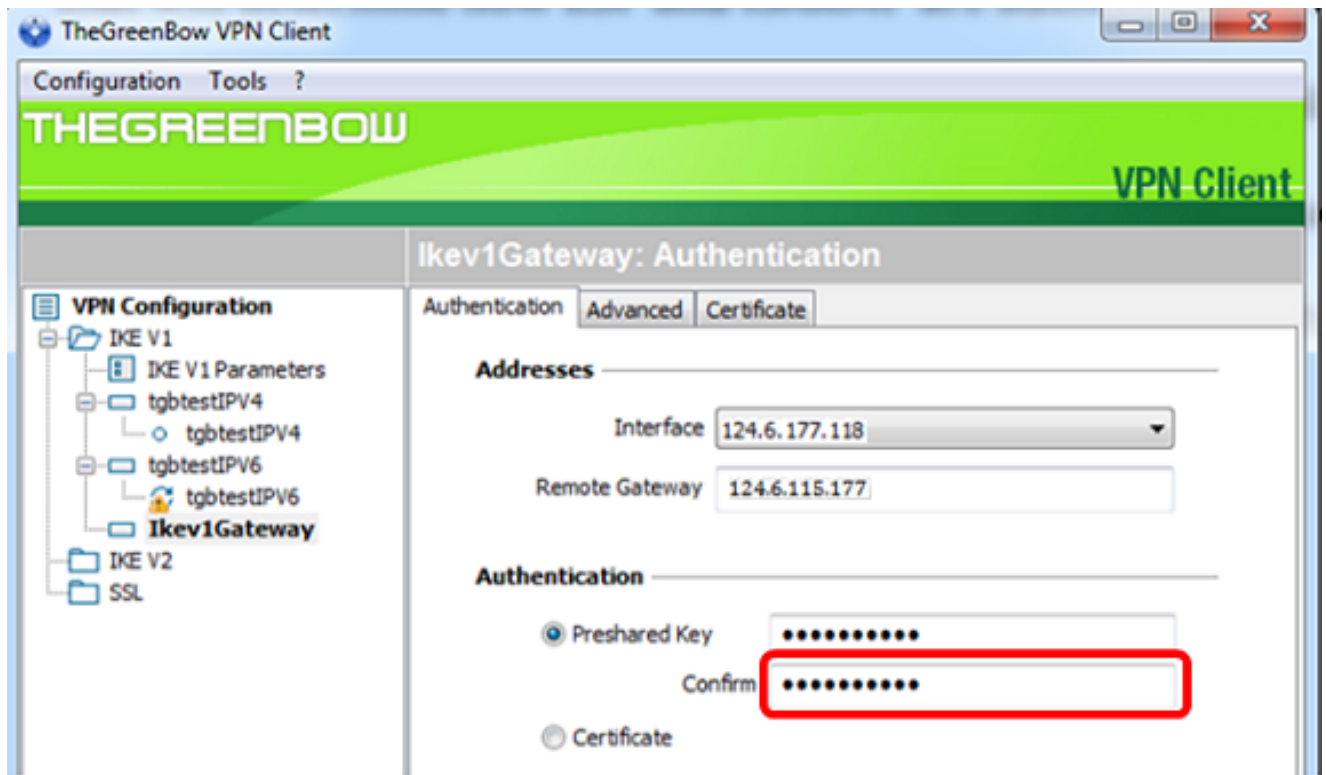 TheGreenBow VPN Client
Configuration Tools ?
THEGREENBOW
VPN Client
Ikev1Gateway: Authentication
VPN Configuration
IKE V1
IKE V1 Parameters
tgbtestIPV4
tgbtestIPV4
tgbtestIPV6
tgbtestIPV6
Ikev1Gateway
IKE V2
SSL
Authentication Advanced Certificate
Addresses
Interface 124.6.177.118
Remote Gateway 124.6.115.177
Authentication
Preshared Key ••••••••••
Confirm ••••••••••
Certificate